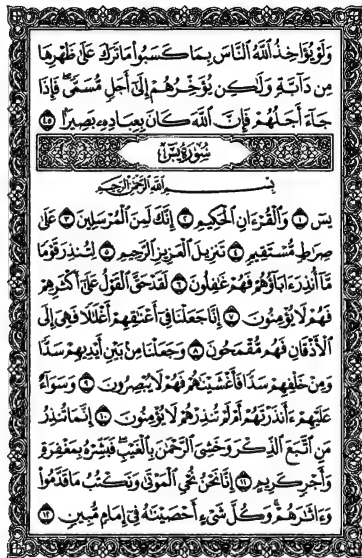 وَلَوْ يُؤَاخِذُ ٱللَّهُ ٱلنَّاسَ بِمَا كَسَبُوا۟ مَا تَرَكَ عَلَىٰ ظَهْرِهَا
مِن دَآبَّةٍ وَلَٰكِن يُؤَخِّرُهُمْ إِلَىٰٓ أَجَلٍ مُّسَمًّى ۖ فَإِذَا
جَآءَ أَجَلُهُمْ فَإِنَّ ٱللَّهَ كَانَ بِعِبَادِهِۦ بَصِيرًۢا ٤٥
سُورَةُ يسٓ
بِسْمِ ٱللَّهِ ٱلرَّحْمَٰنِ ٱلرَّحِيمِ
يسٓ ١ وَٱلْقُرْءَانِ ٱلْحَكِيمِ ٢ إِنَّكَ لَمِنَ ٱلْمُرْسَلِينَ ٣ عَلَىٰ
صِرَٰطٍ مُّسْتَقِيمٍ ٤ تَنزِيلَ ٱلْعَزِيزِ ٱلرَّحِيمِ ٥ لِتُنذِرَ قَوْمًا
مَّآ أُنذِرَ ءَابَآؤُهُمْ فَهُمْ غَٰفِلُونَ ٦ لَقَدْ حَقَّ ٱلْقَوْلُ عَلَىٰٓ أَكْثَرِهِمْ
فَهُمْ لَا يُؤْمِنُونَ ٧ إِنَّا جَعَلْنَا فِىٓ أَعْنَٰقِهِمْ أَغْلَٰلًا فَهِىَ إِلَى
ٱلْأَذْقَانِ فَهُم مُّقْمَحُونَ ٨ وَجَعَلْنَا مِنۢ بَيْنِ أَيْدِيهِمْ سَدًّا
وَمِنْ خَلْفِهِمْ سَدًّا فَأَغْشَيْنَٰهُمْ فَهُمْ لَا يُبْصِرُونَ ٩ وَسَوَآءٌ
عَلَيْهِمْ ءَأَنذَرْتَهُمْ أَمْ لَمْ تُنذِرْهُمْ لَا يُؤْمِنُونَ ١٠ إِنَّمَا تُنذِرُ
مَنِ ٱتَّبَعَ ٱلذِّكْرَ وَخَشِىَ ٱلرَّحْمَٰنَ بِٱلْغَيْبِ ۖ فَبَشِّرْهُ بِمَغْفِرَةٍ
وَأَجْرٍ كَرِيمٍ ١١ إِنَّا نَحْنُ نُحْىِ ٱلْمَوْتَىٰ وَنَكْتُبُ مَا قَدَّمُوا۟
وَءَاثَٰرَهُمْ ۚ وَكُلَّ شَىْءٍ أَحْصَيْنَٰهُ فِىٓ إِمَامٍ مُّبِينٍ ١٢